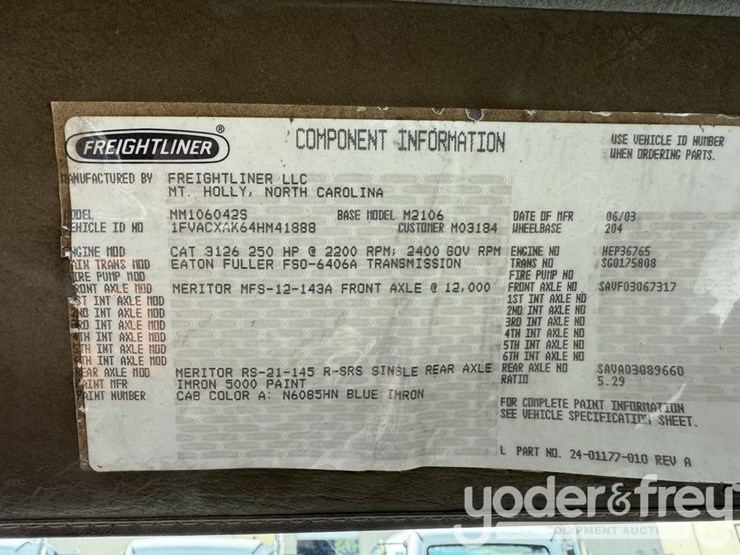 FREIGHTLINER®
COMPONENT INFORMATION
USE VEHICLE ID NUMBER
WHEN ORDERING PARTS.
MANUFACTURED BY FREIGHTLINER LLC
MT. HOLLY, NORTH CAROLINA
MODEL MM106042S BASE MODEL M2106 DATE OF MFR 06/03
VEHICLE ID NO 1FVACXAK64HM41888 CUSTOMER M03184 WHEELBASE 204
ENGINE MOD CAT 3126 250 HP @ 2200 RPM; 2400 GOV RPM ENGINE NO HEP36765
AIN TRANS MOD EATON FULLER FSO-6406A TRANSMISSION TRANS NO SG0175808
IRE PUMP MOD FIRE PUMP NO
FRONT AXLE MOD MERITOR MFS-12-143A FRONT AXLE @ 12,000 FRONT AXLE NO SAVF03067317
1ST INT AXLE MOD 1ST INT AXLE NO
2ND INT AXLE MOD 2ND INT AXLE NO
3RD INT AXLE MOD 3RD INT AXLE NO
4TH INT AXLE MOD 4TH INT AXLE NO
5TH INT AXLE MOD 5TH INT AXLE NO
6TH INT AXLE MOD 6TH INT AXLE NO
REAR AXLE MOD MERITOR RS-21-145 R-SRS SINGLE REAR AXLE REAR AXLE NO SAVA03089660
PAINT MFR IMRON 5000 PAINT RATIO 5.29
PAINT NUMBER CAB COLOR A: N6085HN BLUE IMRON
FOR COMPLETE PAINT INFORMATION
SEE VEHICLE SPECIFICATION SHEET.
L PART NO. 24-01177-010 REV A
yoder&frey
EQUIPMENT AUCTION